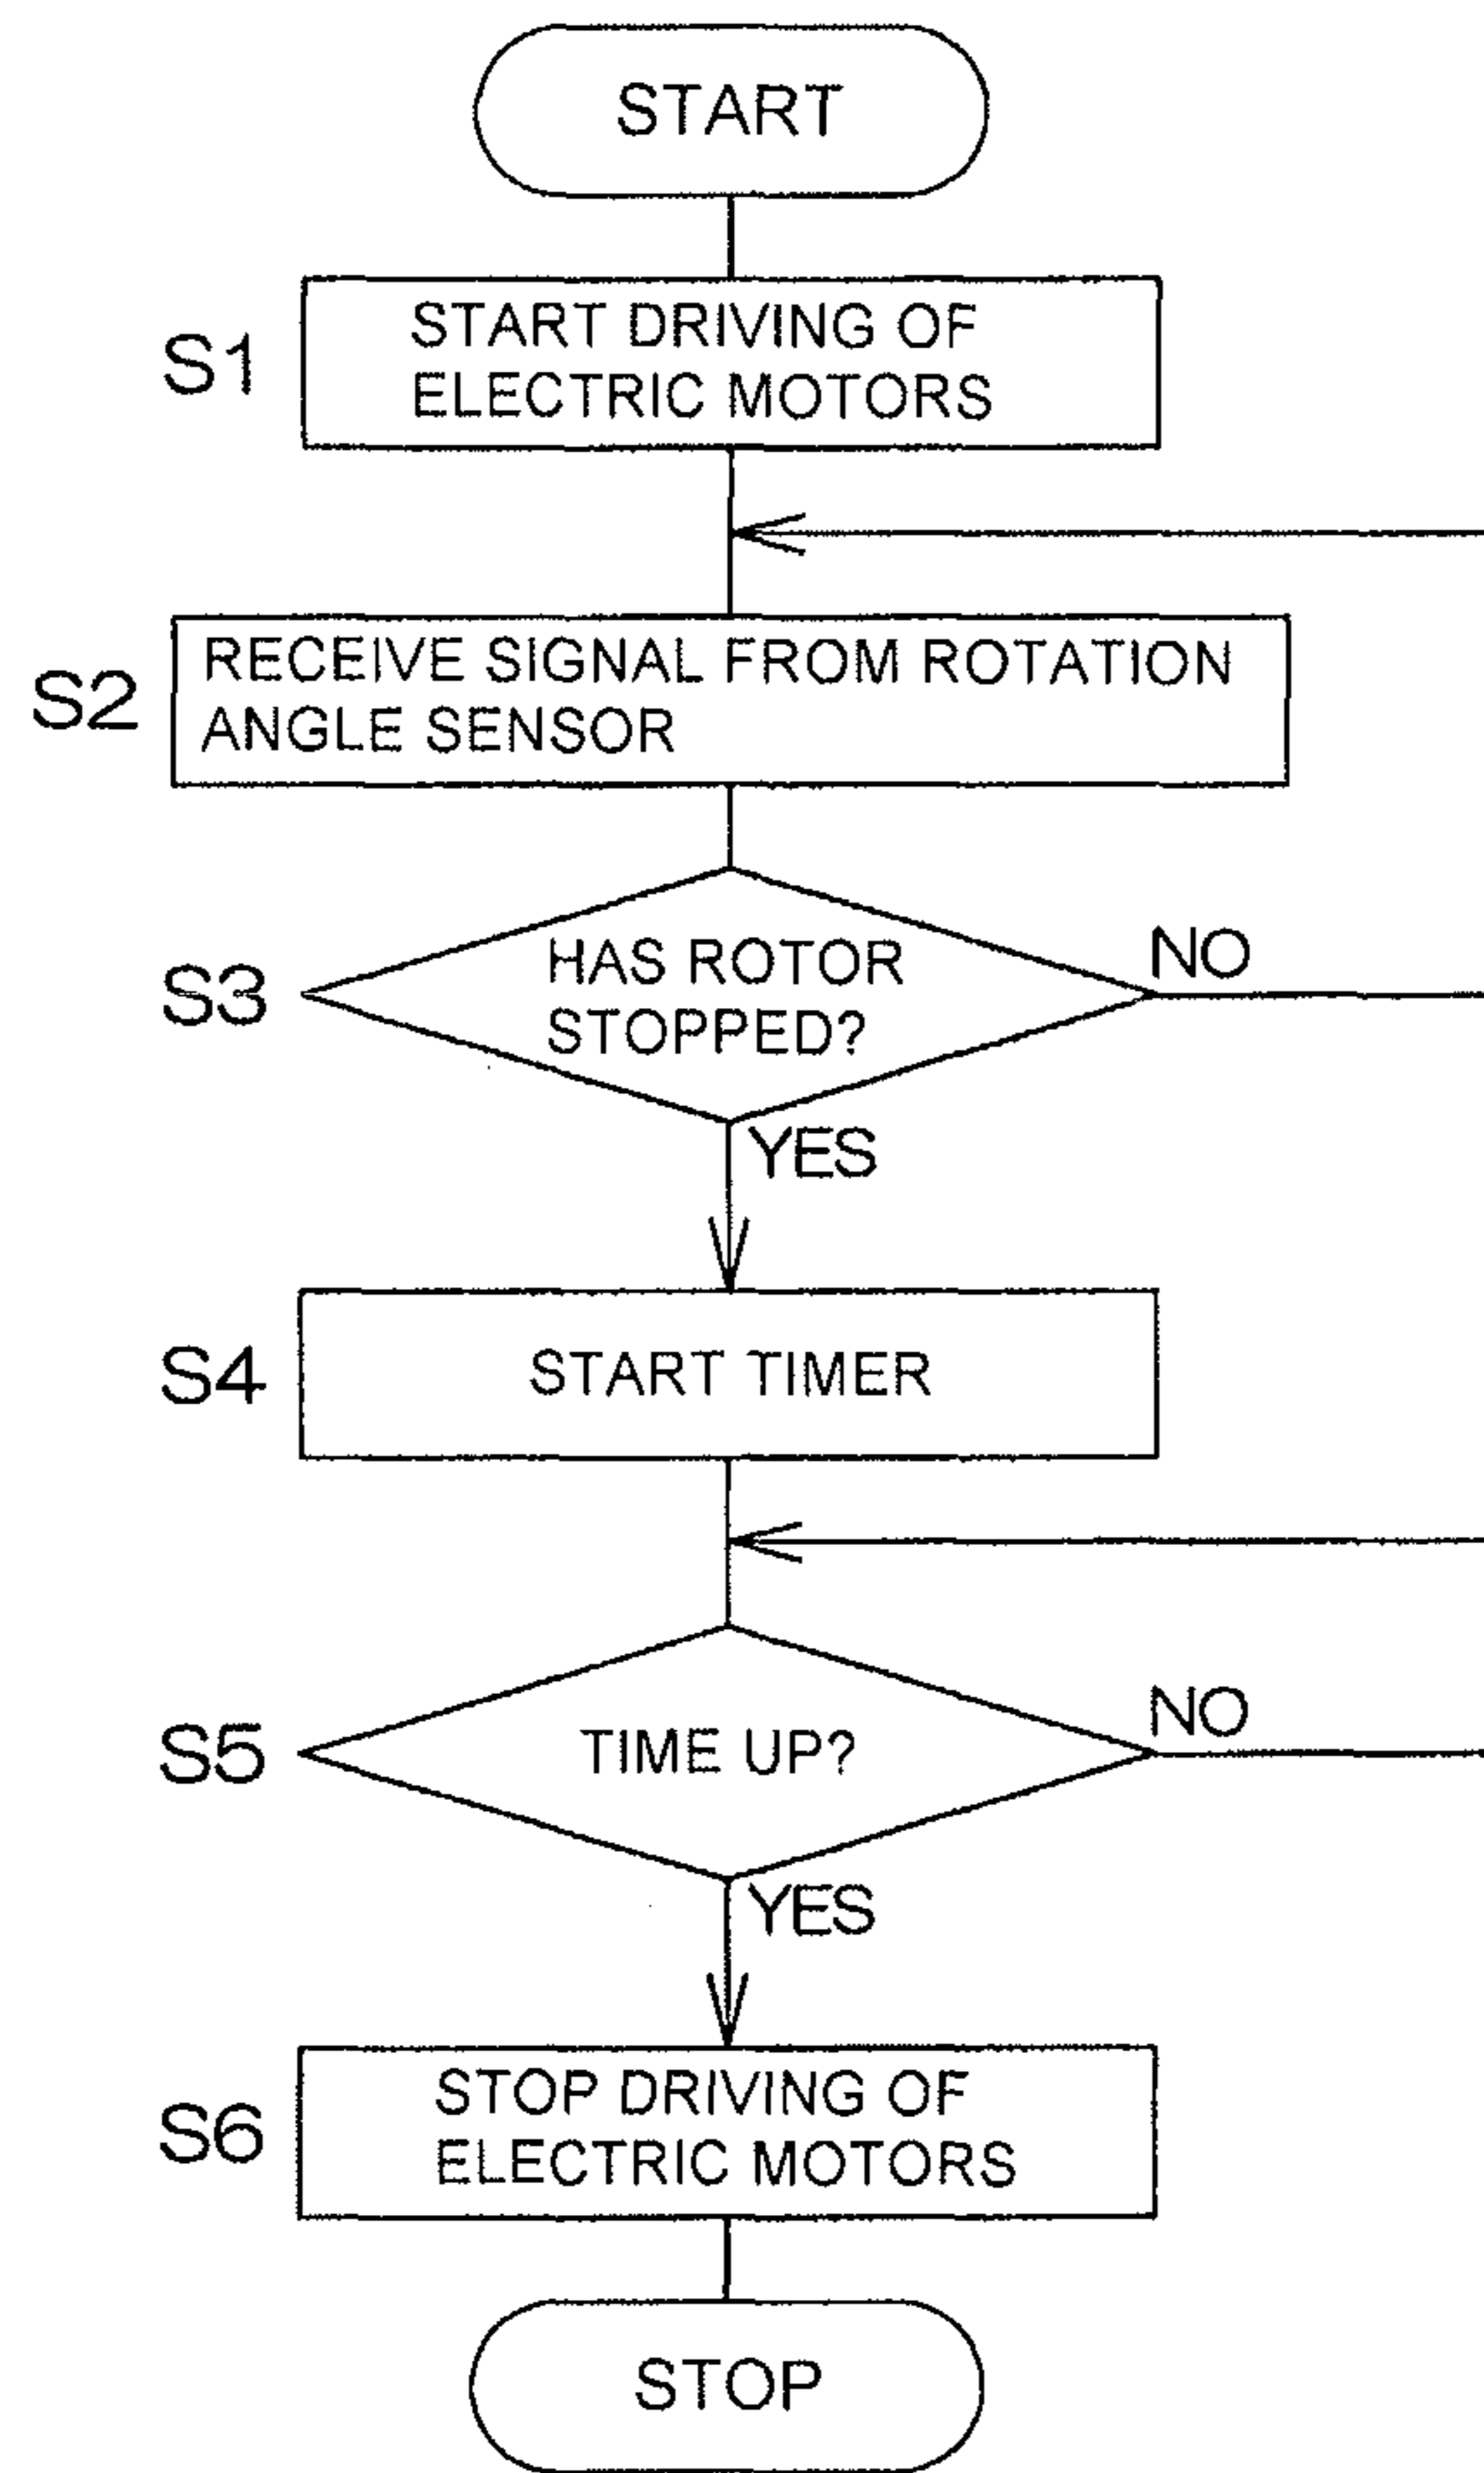 START
S1
START DRIVING OF
ELECTRIC MOTORS
S2
RECEIVE SIGNAL FROM ROTATION
ANGLE SENSOR
S3
HAS ROTOR
STOPPED?
NO
YES
S4
START TIMER
S5
TIME UP?
NO
YES
S6
STOP DRIVING OF
ELECTRIC MOTORS
STOP